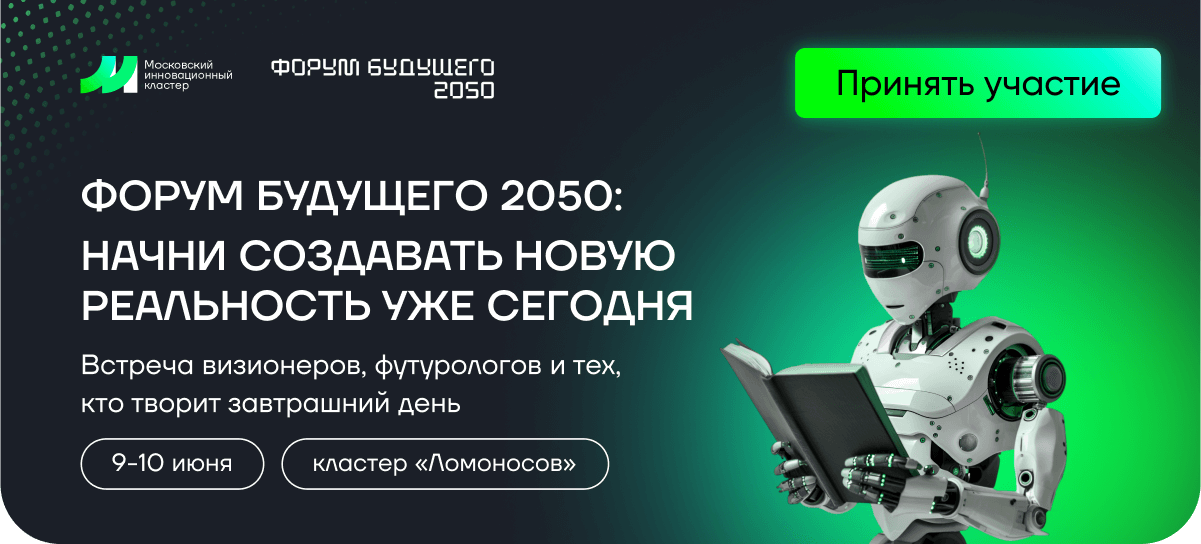 Московский
инновационный
кластер
ФОРУМ БУДУЩЕГО
2050
Принять участие
ФОРУМ БУДУЩЕГО 2050:
НАЧНИ СОЗДАВАТЬ НОВУЮ
РЕАЛЬНОСТЬ УЖЕ СЕГОДНЯ
Встреча визионеров, футурологов и тех,
кто творит завтрашний день
9-10 июня
кластер «Ломоносов»